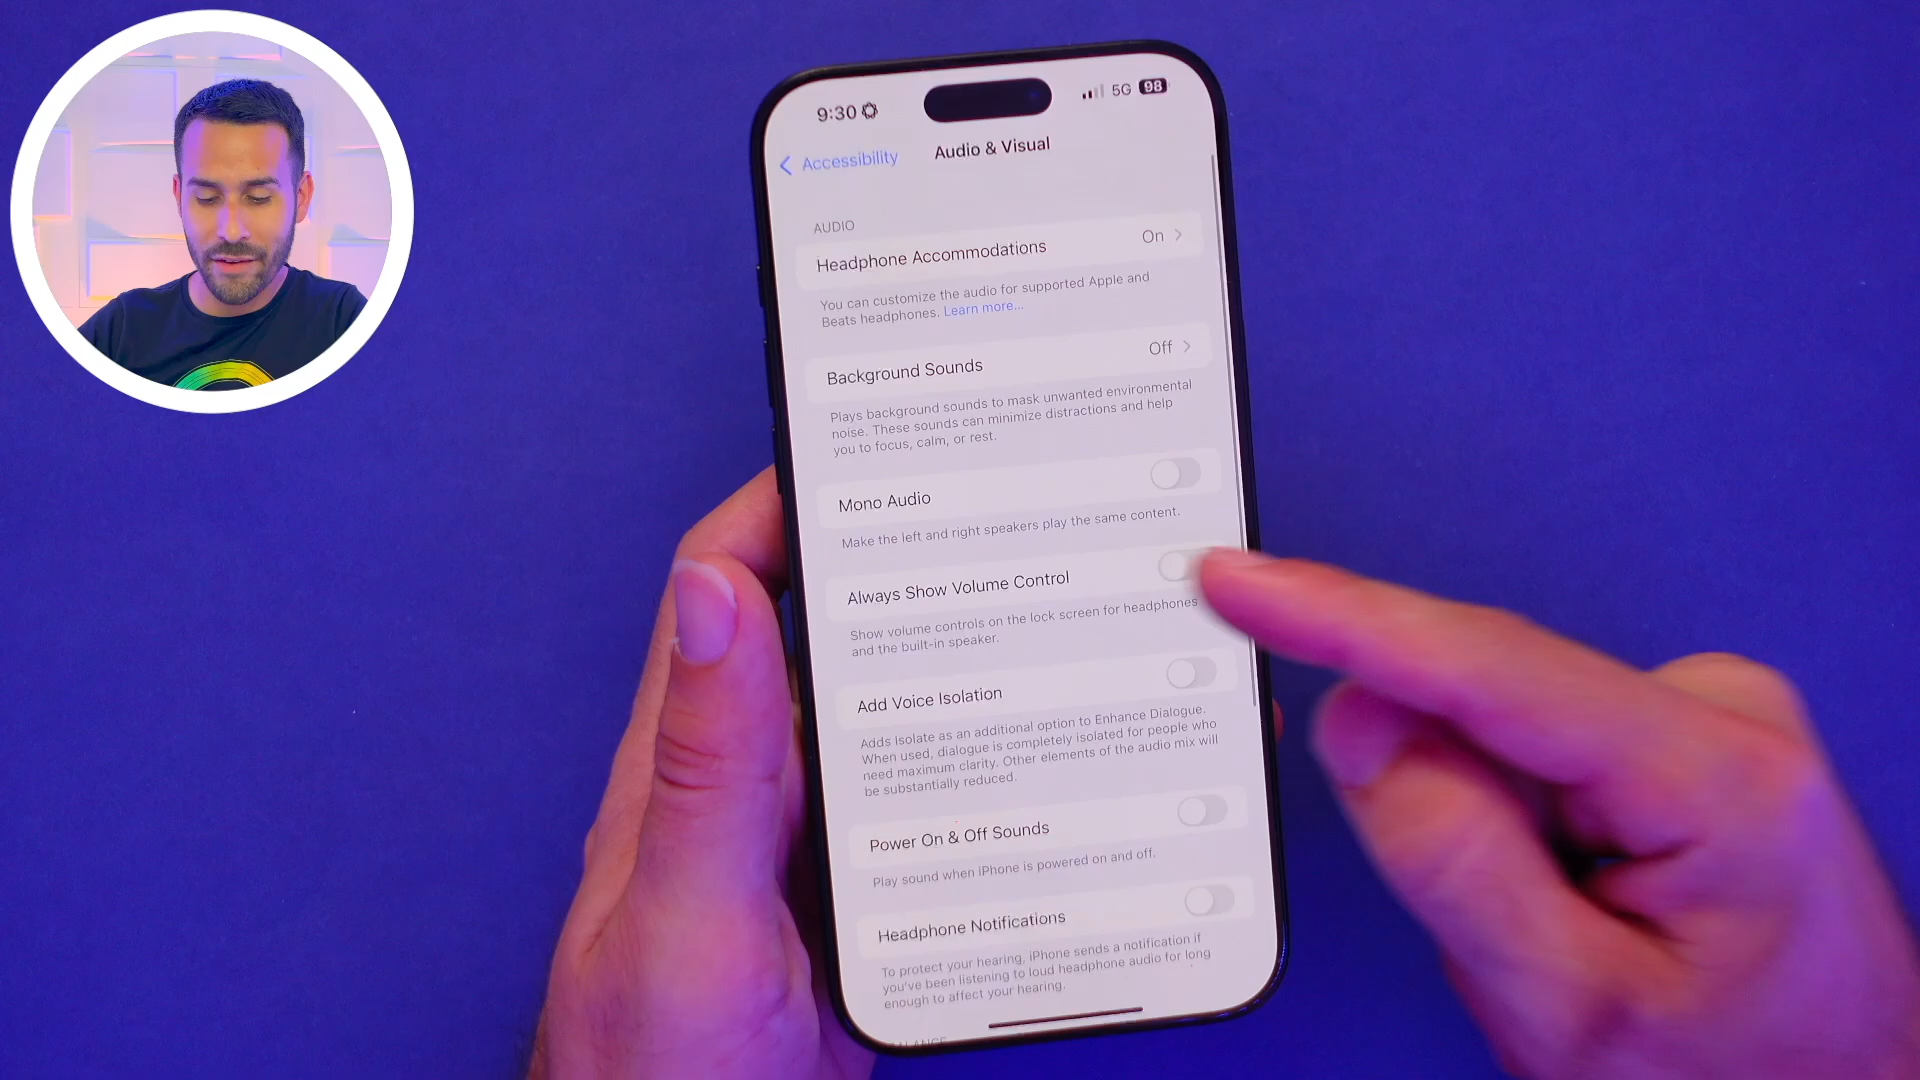 9:30
5G 98
Accessibility
Audio & Visual
AUDIO
Headphone Accommodations
On
You can customize the audio for supported Apple and
Beats headphones. Learn more...
Background Sounds
Off
Plays background sounds to mask unwanted environmental
noise. These sounds can minimize distractions and help
you to focus, calm, or rest.
Mono Audio
Make the left and right speakers play the same content.
Always Show Volume Control
Show volume controls on the lock screen for headphones
and the built-in speaker.
Add Voice Isolation
Adds Isolate as an additional option to Enhance Dialogue.
When used, dialogue is completely isolated for people who
need maximum clarity. Other elements of the audio mix will
be substantially reduced.
Power On & Off Sounds
Play sound when iPhone is powered on and off.
Headphone Notifications
To protect your hearing, iPhone sends a notification if
you've been listening to loud headphone audio for long
enough to affect your hearing.